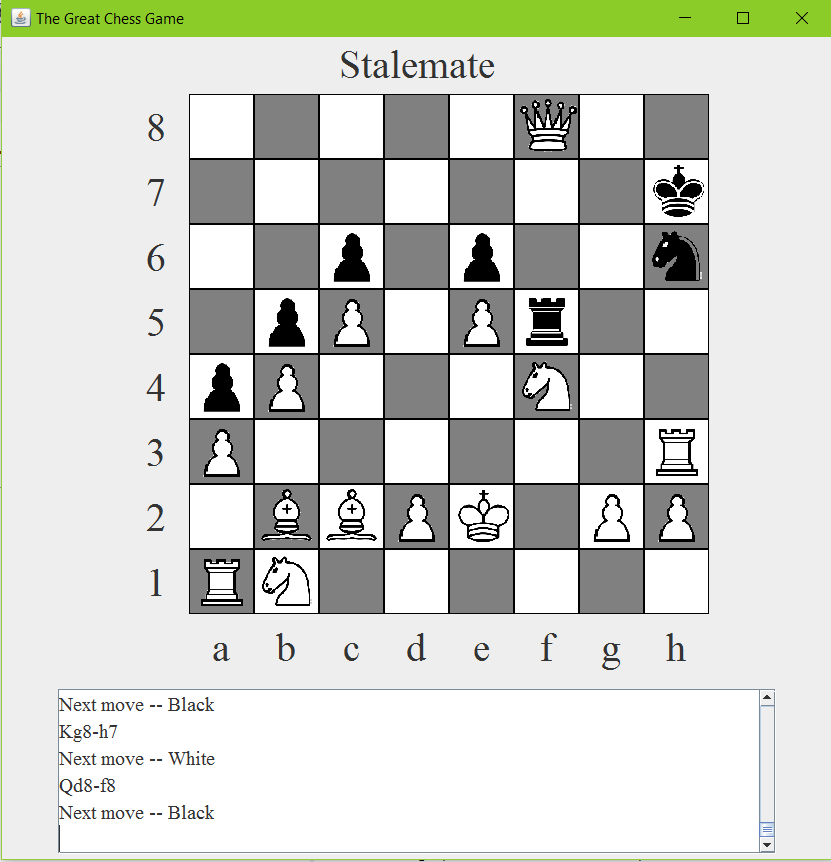 The Great Chess Game
Stalemate
8
7
6
5
4
3
2
1
a b c d e f g h
Next move -- Black
Kg8-h7
Next move -- White
Qd8-f8
Next move -- Black